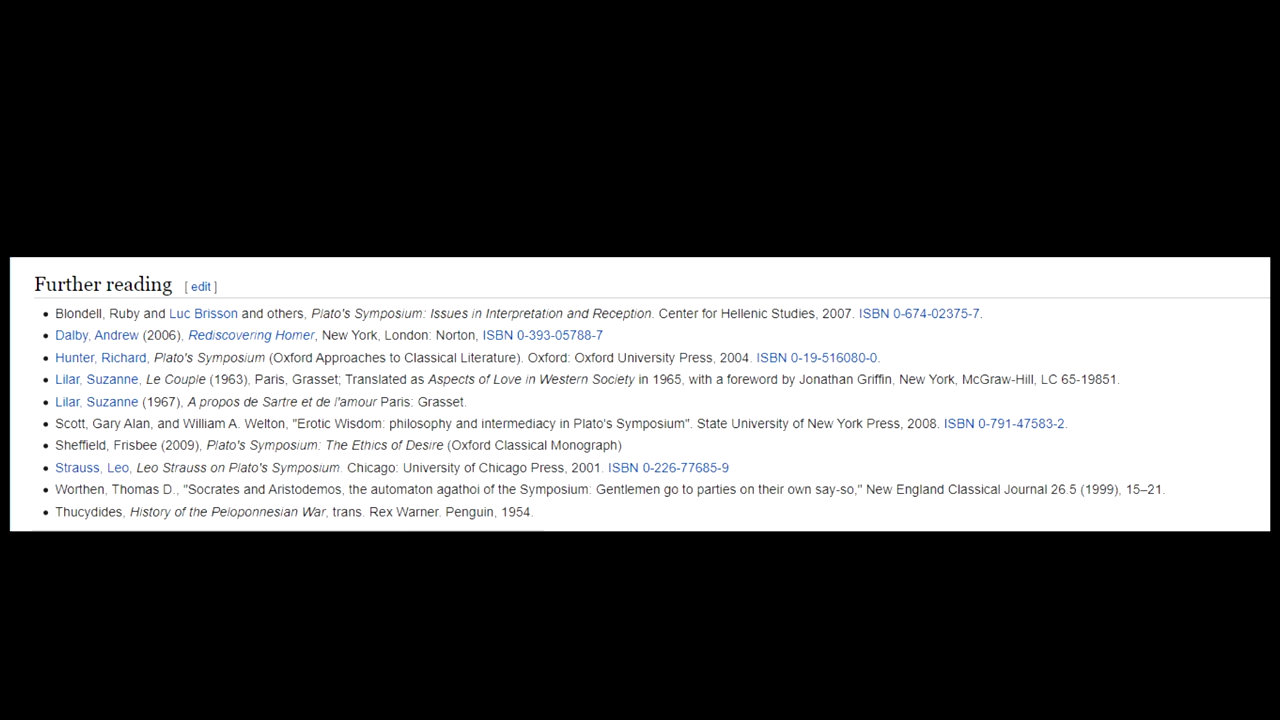 Further reading [ edit ]
Blondell, Ruby and Luc Brisson and others, Plato's Symposium: Issues in Interpretation and Reception. Center for Hellenic Studies, 2007. ISBN 0-674-02375-7.
Dalby, Andrew (2006), Rediscovering Homer, New York, London: Norton, ISBN 0-393-05788-7
Hunter, Richard, Plato's Symposium (Oxford Approaches to Classical Literature). Oxford: Oxford University Press, 2004. ISBN 0-19-516080-0.
Lilar, Suzanne, Le Couple (1963), Paris, Grasset; Translated as Aspects of Love in Western Society in 1965, with a foreword by Jonathan Griffin, New York, McGraw-Hill, LC 65-19851.
Lilar, Suzanne (1967), A propos de Sartre et de l'amour Paris: Grasset.
Scott, Gary Alan, and William A. Welton, "Erotic Wisdom: philosophy and intermediacy in Plato's Symposium". State University of New York Press, 2008. ISBN 0-791-47583-2.
Sheffield, Frisbee (2009), Plato's Symposium: The Ethics of Desire (Oxford Classical Monograph)
Strauss, Leo, Leo Strauss on Plato's Symposium. Chicago: University of Chicago Press, 2001. ISBN 0-226-77685-9
Worthen, Thomas D., "Socrates and Aristodemos, the automaton agathoi of the Symposium: Gentlemen go to parties on their own say-so," New England Classical Journal 26.5 (1999), 15–21.
Thucydides, History of the Peloponnesian War, trans. Rex Warner. Penguin, 1954.